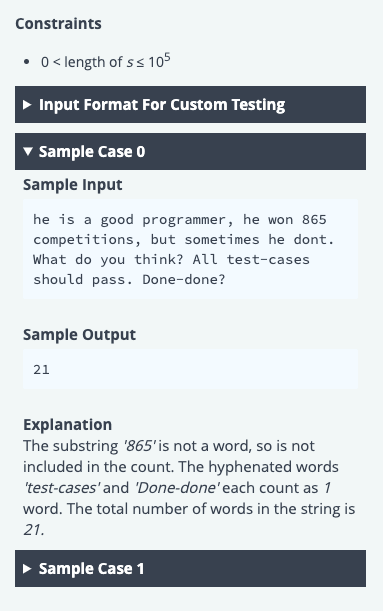 Constraints
• 0 < length of s ≤ 10^5
▶ Input Format For Custom Testing
▼ Sample Case 0
Sample Input
he is a good programmer, he won 865
competitions, but sometimes he dont.
What do you think? All test-cases
should pass. Done-done?
Sample Output
21
Explanation
The substring '865' is not a word, so is not
included in the count. The hyphenated words
'test-cases' and 'Done-done' each count as 1
word. The total number of words in the string is
21.
▶ Sample Case 1